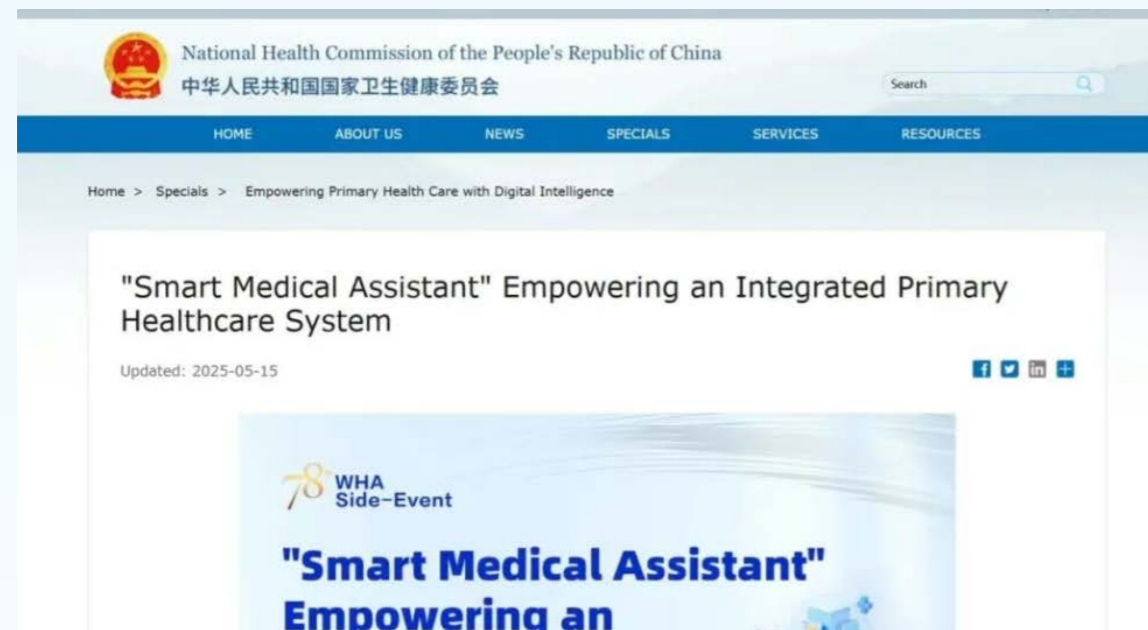 National Health Commission of the People's Republic of China
中华人民共和国国家卫生健康委员会
Search
HOME ABOUT US NEWS SPECIALS SERVICES RESOURCES
Home > Specials > Empowering Primary Health Care with Digital Intelligence
"Smart Medical Assistant" Empowering an Integrated Primary
Healthcare System
Updated: 2025-05-15
78 WHA
Side-Event
"Smart Medical Assistant"
Empowering an